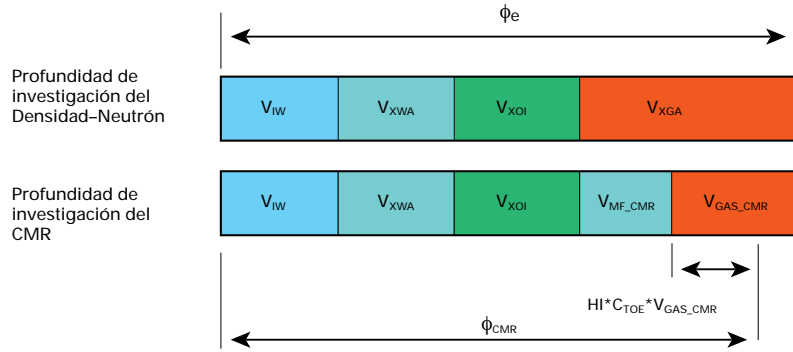 ϕe
Profundidad de
investigación del
Densidad–Neutrón
VIW VXWA VXOI VXGA
Profundidad de
investigación del
CMR
VIW VXWA VXOI VMF_CMR VGAS_CMR
HI*CTOE*VGAS_CMR
ϕCMR